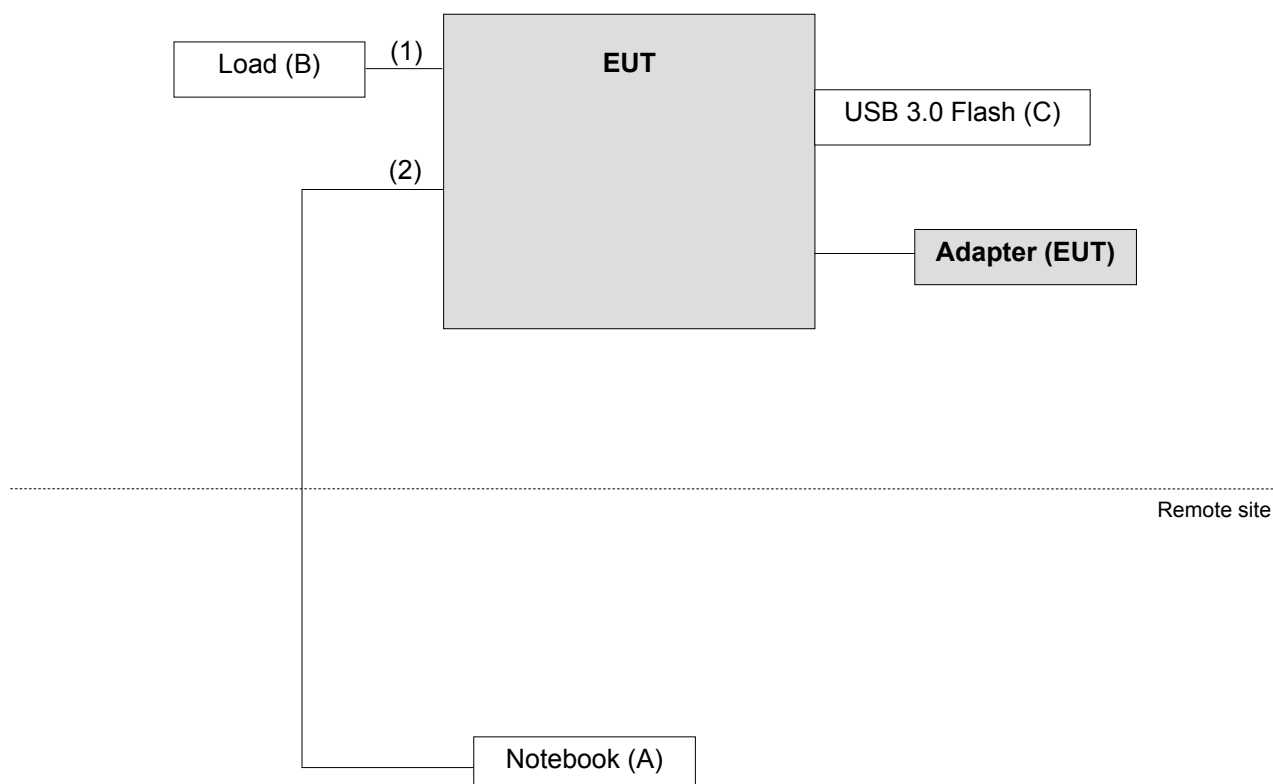 Load (B)
(1)
EUT
USB 3.0 Flash (C)
(2)
Adapter (EUT)
Remote site
Notebook (A)